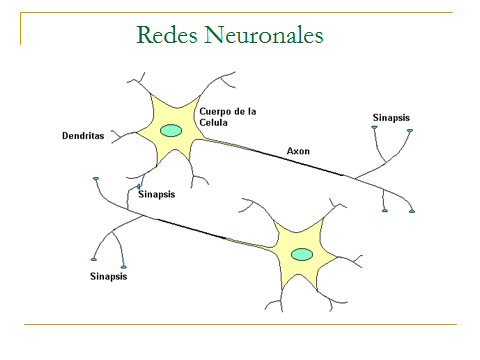 Redes Neuronales
Cuerpo de la
Celula
Sinapsis
Dendritas
Axon
Sinapsis
Sinapsis